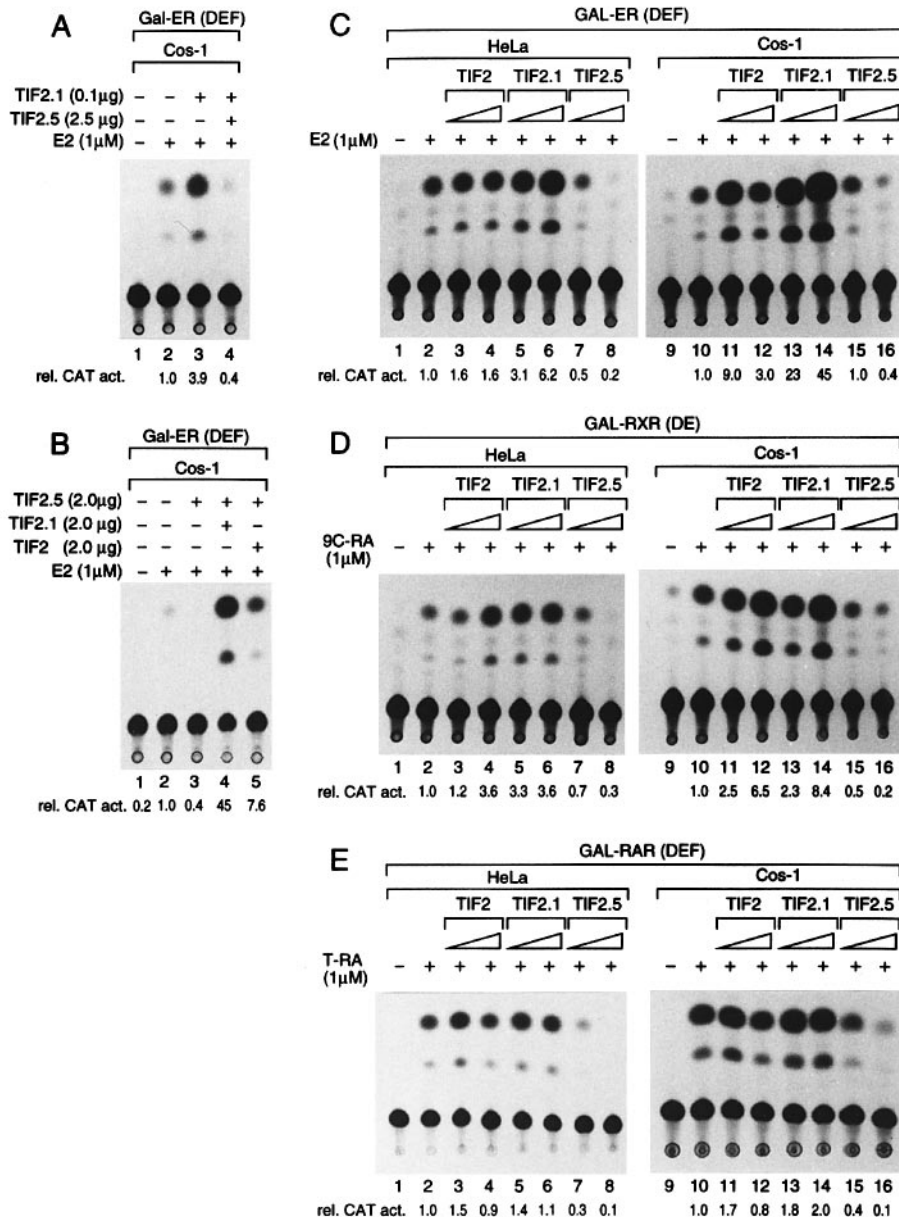 A
Gal-ER (DEF)
Cos-1
TIF2.1 (0.1µg) – – + +
TIF2.5 (2.5 µg) – – – +
E2 (1µM) – + + +
1 2 3 4
rel. CAT act. 1.0 3.9 0.4
B
Gal-ER (DEF)
Cos-1
TIF2.5 (2.0µg) – – + + +
TIF2.1 (2.0 µg) – – – + –
TIF2 (2.0 µg) – – – – +
E2 (1µM) – + + + +
1 2 3 4 5
rel. CAT act. 0.2 1.0 0.4 45 7.6
C
GAL-ER (DEF)
HeLa Cos-1
TIF2 TIF2.1 TIF2.5 TIF2 TIF2.1 TIF2.5
E2 (1µM) – + + + + + + + – + + + + + + +
1 2 3 4 5 6 7 8 9 10 11 12 13 14 15 16
rel. CAT act. 1.0 1.6 1.6 3.1 6.2 0.5 0.2 1.0 9.0 3.0 23 45 1.0 0.4
D
GAL-RXR (DE)
HeLa Cos-1
TIF2 TIF2.1 TIF2.5 TIF2 TIF2.1 TIF2.5
9C-RA – + + + + + + + – + + + + + + +
(1µM)
1 2 3 4 5 6 7 8 9 10 11 12 13 14 15 16
rel. CAT act. 1.0 1.2 3.6 3.3 3.6 0.7 0.3 1.0 2.5 6.5 2.3 8.4 0.5 0.2
E
GAL-RAR (DEF)
HeLa Cos-1
TIF2 TIF2.1 TIF2.5 TIF2 TIF2.1 TIF2.5
T-RA – + + + + + + + – + + + + + + +
(1µM)
1 2 3 4 5 6 7 8 9 10 11 12 13 14 15 16
rel. CAT act. 1.0 1.5 0.9 1.4 1.1 0.3 0.1 1.0 1.7 0.8 1.8 2.0 0.4 0.1